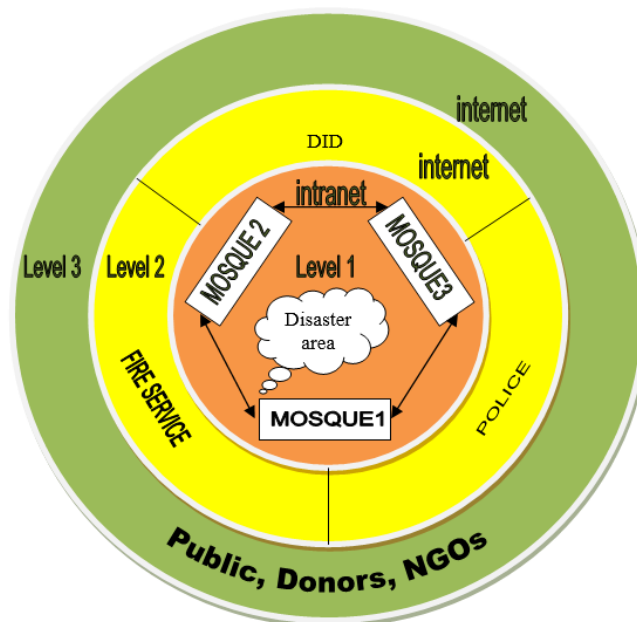 internet
DID
internet
intranet
MOSQUE 2
MOSQUE3
Level 3
Level 2
Level 1
Disaster
area
FIRE SERVICE
POLICE
MOSQUE1
Public, Donors, NGOs